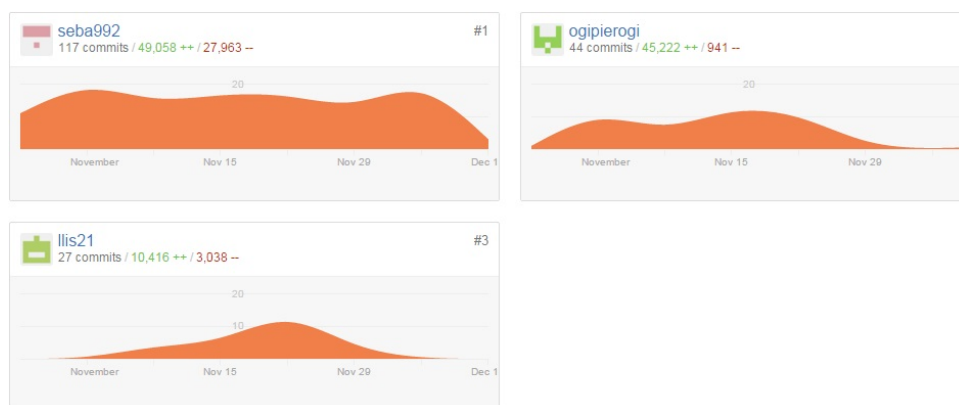 seba992 #1
117 commits / 49,058 ++ / 27,963 --
20
November Nov 15 Nov 29 Dec 1
ogipierogi
44 commits / 45,222 ++ / 941 --
20
November Nov 15 Nov 29
llis21 #3
27 commits / 10,416 ++ / 3,038 --
20
10
November Nov 15 Nov 29 Dec 1